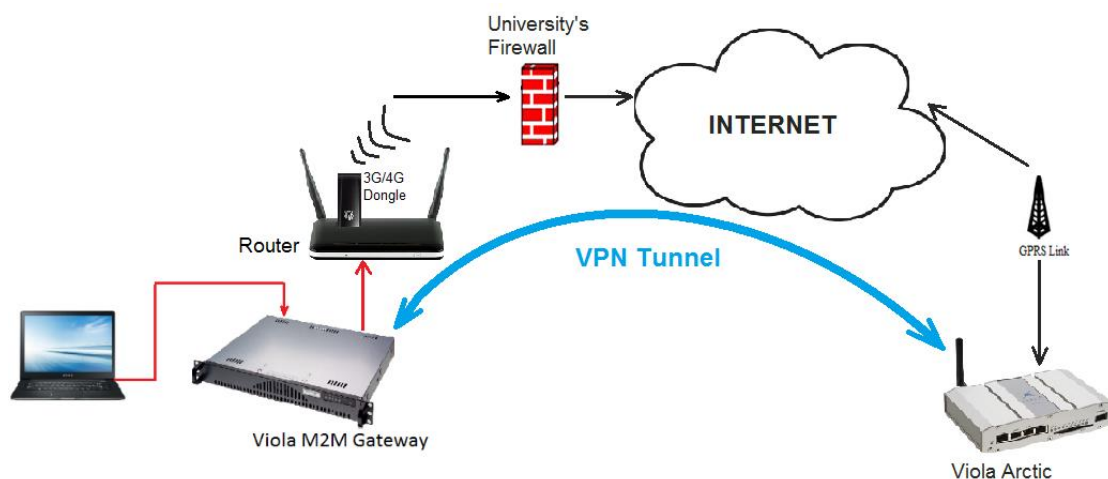 University's
Firewall
INTERNET
3G/4G
Dongle
Router
VPN Tunnel
GPRS Link
Viola M2M Gateway
Viola Arctic